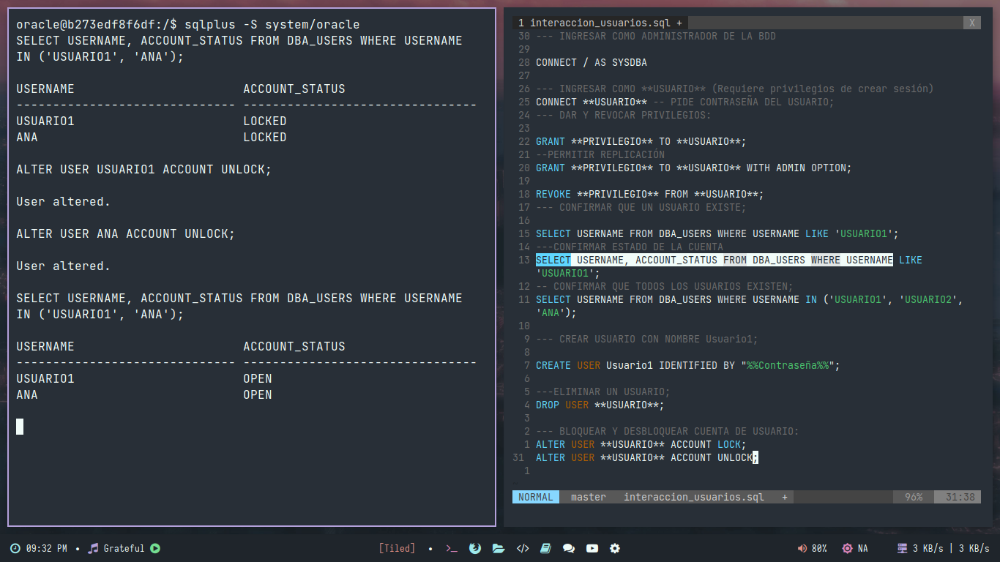 oracle@b273edf8f6df:/$ sqlplus -S system/oracle
SELECT USERNAME, ACCOUNT_STATUS FROM DBA_USERS WHERE USERNAME
IN ('USUARIO1', 'ANA');
USERNAME ACCOUNT_STATUS
------------------------------ --------------------------------
USUARIO1 LOCKED
ANA LOCKED
ALTER USER USUARIO1 ACCOUNT UNLOCK;
User altered.
ALTER USER ANA ACCOUNT UNLOCK;
User altered.
SELECT USERNAME, ACCOUNT_STATUS FROM DBA_USERS WHERE USERNAME
IN ('USUARIO1', 'ANA');
USERNAME ACCOUNT_STATUS
------------------------------ --------------------------------
USUARIO1 OPEN
ANA OPEN
1 interaccion_usuarios.sql + X
30 --- INGRESAR COMO ADMINISTRADOR DE LA BDD
29
28 CONNECT / AS SYSDBA
27
26 --- INGRESAR COMO **USUARIO** (Requiere privilegios de crear sesión)
25 CONNECT **USUARIO** -- PIDE CONTRASEÑA DEL USUARIO;
24 --- DAR Y REVOCAR PRIVILEGIOS:
23
22 GRANT **PRIVILEGIO** TO **USUARIO**;
21 --PERMITIR REPLICACIÓN
20 GRANT **PRIVILEGIO** TO **USUARIO** WITH ADMIN OPTION;
19
18 REVOKE **PRIVILEGIO** FROM **USUARIO**;
17 --- CONFIRMAR QUE UN USUARIO EXISTE;
16
15 SELECT USERNAME FROM DBA_USERS WHERE USERNAME LIKE 'USUARIO1';
14 ---CONFIRMAR ESTADO DE LA CUENTA
13 SELECT USERNAME, ACCOUNT_STATUS FROM DBA_USERS WHERE USERNAME LIKE
'USUARIO1';
12 -- CONFIRMAR QUE TODOS LOS USUARIOS EXISTEN;
11 SELECT USERNAME FROM DBA_USERS WHERE USERNAME IN ('USUARIO1', 'USUARIO2',
'ANA');
10
9 --- CREAR USUARIO CON NOMBRE Usuario1;
8
7 CREATE USER Usuario1 IDENTIFIED BY "%%Contraseña%%";
6
5 ---ELIMINAR UN USUARIO;
4 DROP USER **USUARIO**;
3
2 --- BLOQUEAR Y DESBLOQUEAR CUENTA DE USUARIO:
1 ALTER USER **USUARIO** ACCOUNT LOCK;
31 ALTER USER **USUARIO** ACCOUNT UNLOCK;
1
NORMAL master interaccion_usuarios.sql + 96% 31:38
09:32 PM • Grateful [Tiled] • >_ </> 80% NA 3 KB/s | 3 KB/s